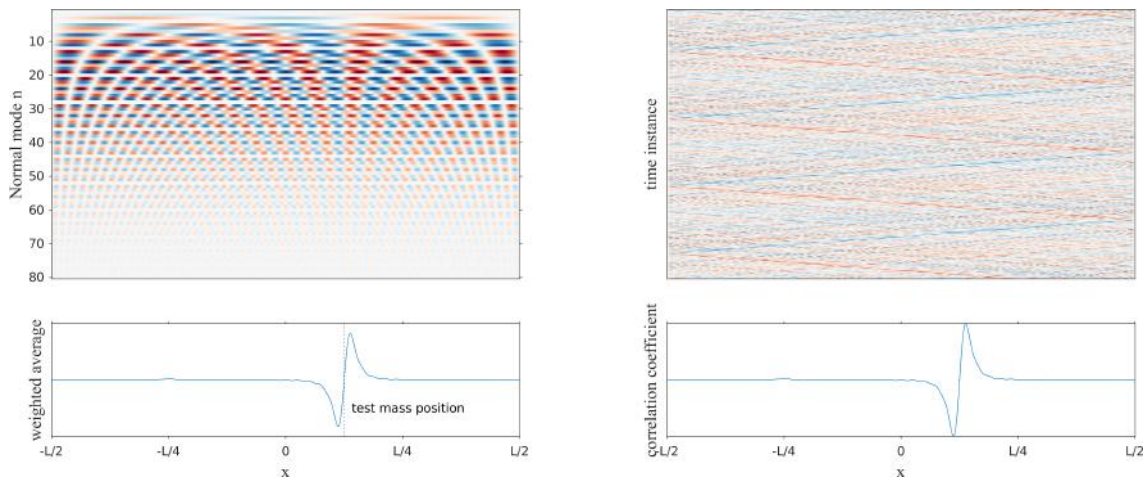 Normal mode n
10
20
30
40
50
60
70
80
time instance
weighted average
test mass position
-L/2
-L/4
0
L/4
L/2
x
correlation coefficient
-L/2
-L/4
0
L/4
L/2
x